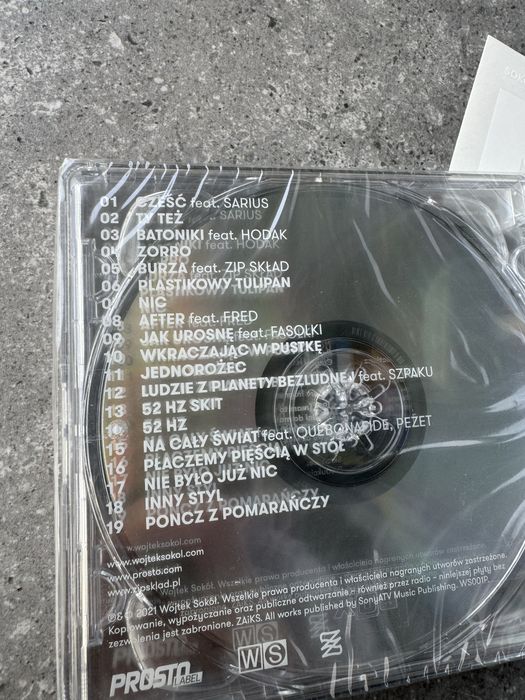 01 CZEŚĆ feat. SARIUS
02 TY TEŻ
03 BATONIKI feat. HODAK
04 ZORRO
05 BURZA feat. ZIP SKŁAD
06 PLASTIKOWY TULIPAN
07 NIC
08 AFTER feat. FRED
09 JAK UROSNĘ feat. FASOLKI
10 WKRACZAJĄC W PUSTKĘ
11 JEDNOROŻEC
12 LUDZIE Z PLANETY BEZLUDNEJ feat. SZPAKU
13 52 HZ SKIT
14 52 HZ
15 NA CAŁY ŚWIAT feat. QUEBONAFIDE, PEZET
16 PŁACZEMY PIĘŚCIĄ W STÓŁ
17 NIE BYŁO JUŻ NIC
18 INNY STYL
19 PONCZ Z POMARAŃCZY
www.wojteksokol.com
www.prosto.com
www.zipsklad.pl
℗&© 2021 Wojtek Sokół. Wszelkie prawa producenta i właściciela nagranych utworów zastrzeżone.
Kopiowanie, wypożyczanie oraz publiczne odtwarzanie – również przez radio – niniejszej płyty bez
zezwolenia jest zabronione. ZAiKS. All works published by SonyATV Music Publishing. WS001P.
PROSTO LABEL
WS
WS